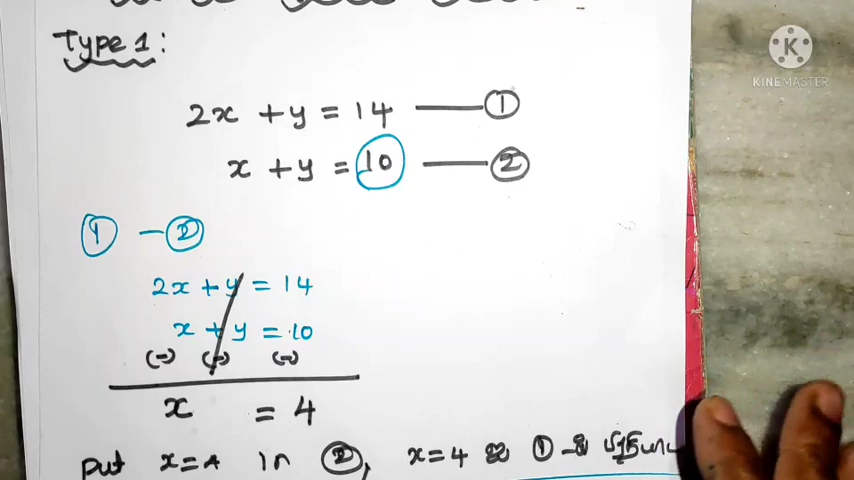 Type 1:
K
KINEMASTER
2x + y = 14 —— ①
x + y = 10 —— ②
① - ②
2x + y = 14
x + y = 10
(-) (-) (-)
x = 4
put x = 4 in ②, x = 4 ஐ ① -ல்